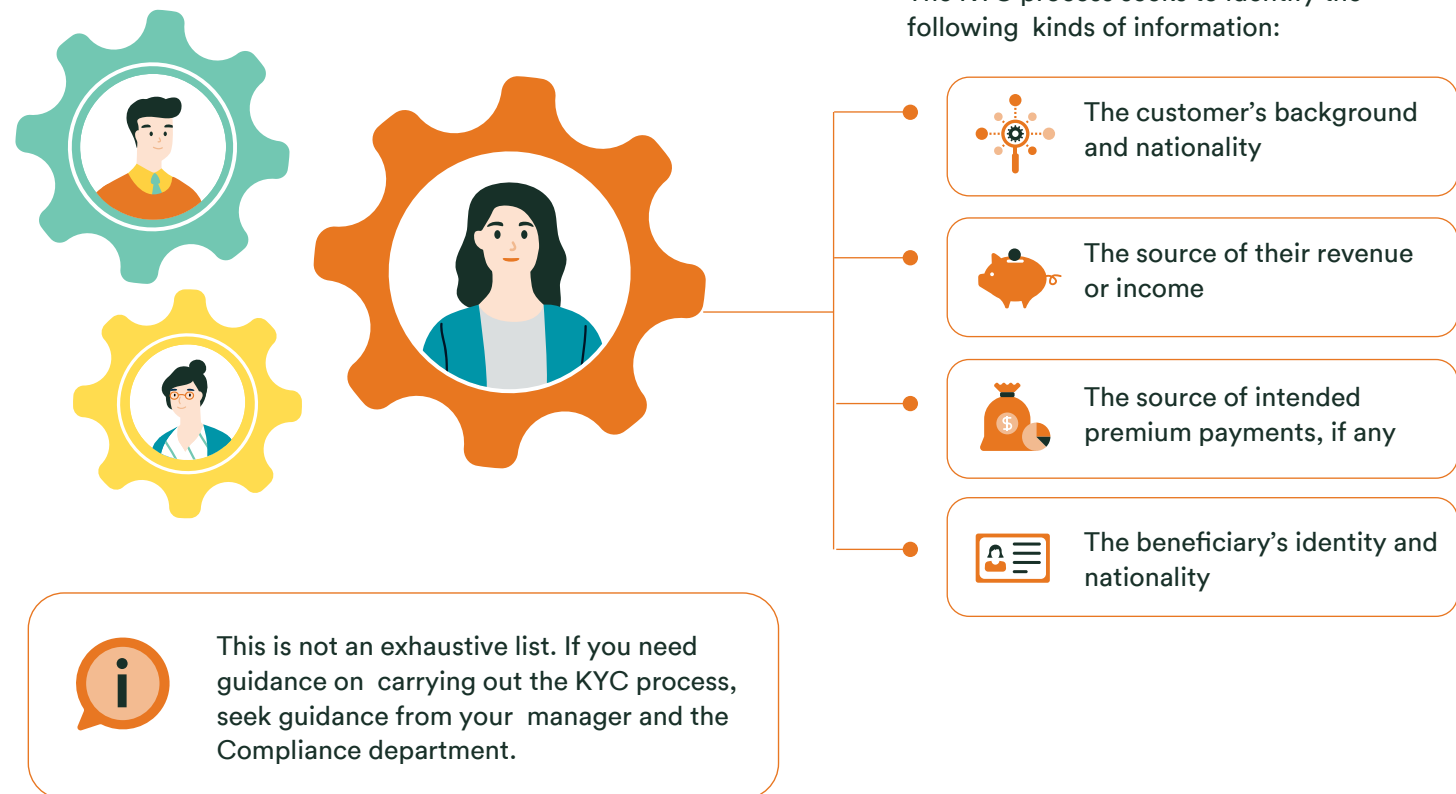 following kinds of information:
The customer’s background
and nationality
The source of their revenue
or income
The source of intended
premium payments, if any
$
The beneficiary’s identity and
nationality
i
This is not an exhaustive list. If you need
guidance on carrying out the KYC process,
seek guidance from your manager and the
Compliance department.